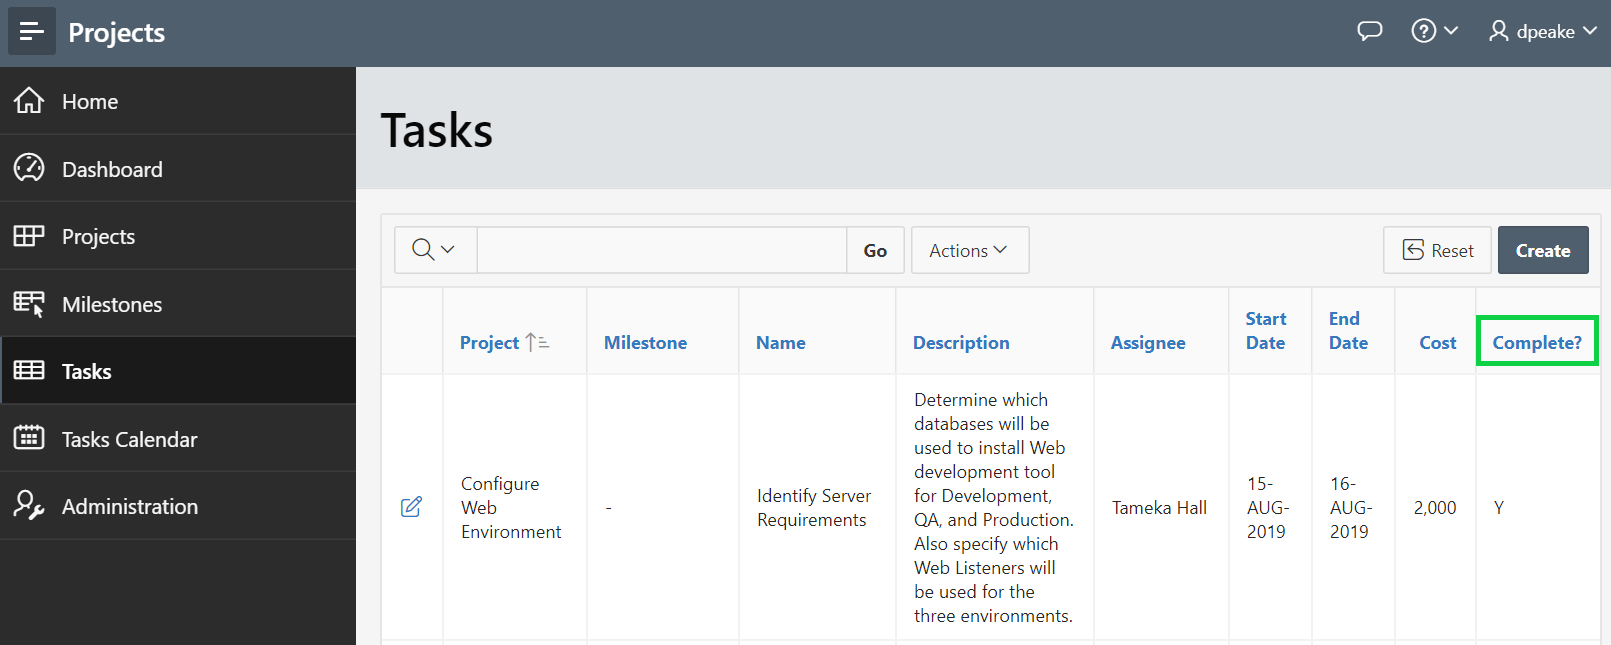 Projects
dpeake
Home
Dashboard
Projects
Milestones
Tasks
Tasks Calendar
Administration
Tasks
Go
Actions
Reset
Create
Project
Milestone
Name
Description
Assignee
Start
Date
End
Date
Cost
Complete?
Configure
Web
Environment
-
Identify Server
Requirements
Determine which
databases will be
used to install Web
development tool
for Development,
QA, and Production.
Also specify which
Web Listeners will
be used for the
three environments.
Tameka Hall
15-
AUG-
2019
16-
AUG-
2019
2,000
Y